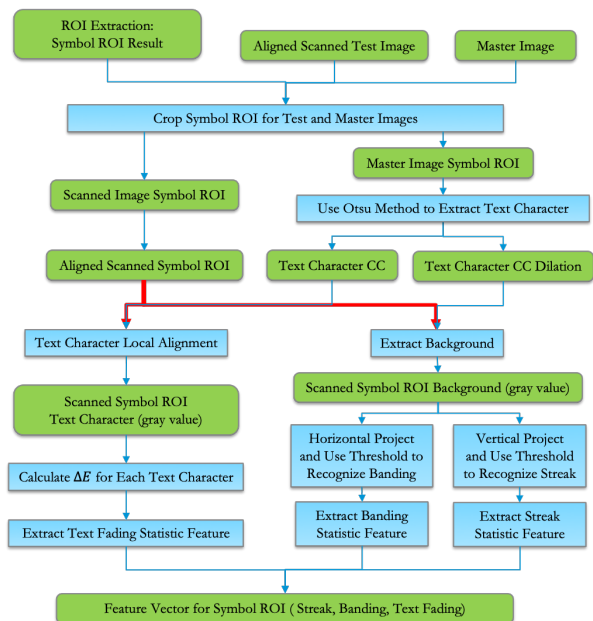 ROI Extraction:
Symbol ROI Result
Aligned Scanned Test Image
Master Image
Crop Symbol ROI for Test and Master Images
Master Image Symbol ROI
Scanned Image Symbol ROI
Use Otsu Method to Extract Text Character
Aligned Scanned Symbol ROI
Text Character CC
Text Character CC Dilation
Text Character Local Alignment
Extract Background
Scanned Symbol ROI
Text Character (gray value)
Scanned Symbol ROI Background (gray value)
Horizontal Project
and Use Threshold to
Recognize Banding
Vertical Project
and Use Threshold
to Recognize Streak
Calculate ΔE for Each Text Character
Extract Text Fading Statistic Feature
Extract Banding
Statistic Feature
Extract Streak
Statistic Feature
Feature Vector for Symbol ROI ( Streak, Banding, Text Fading)